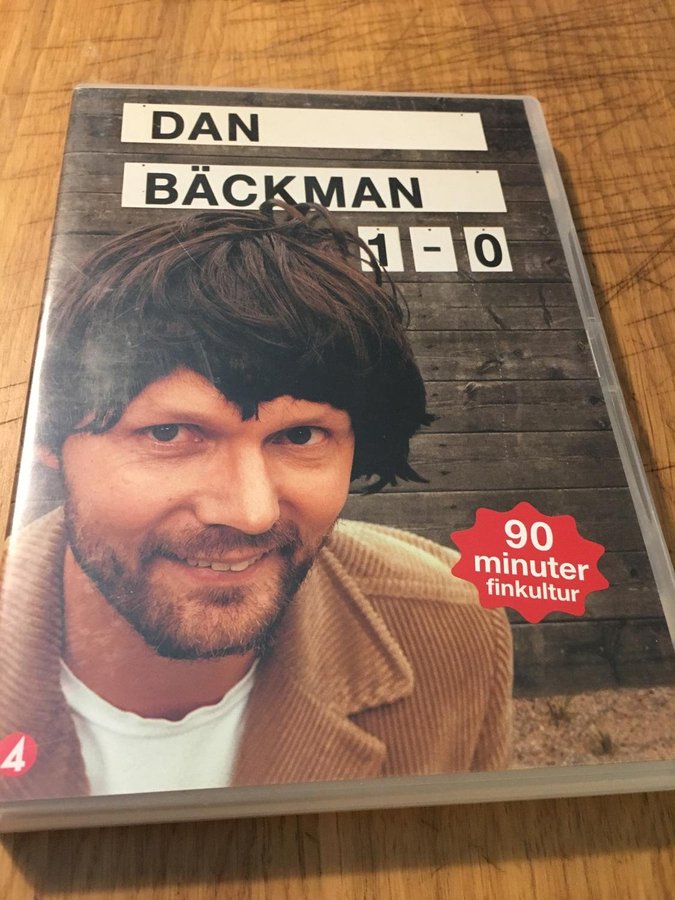 DAN
BÄCKMAN
1-0
90
minuter
finkultur
4